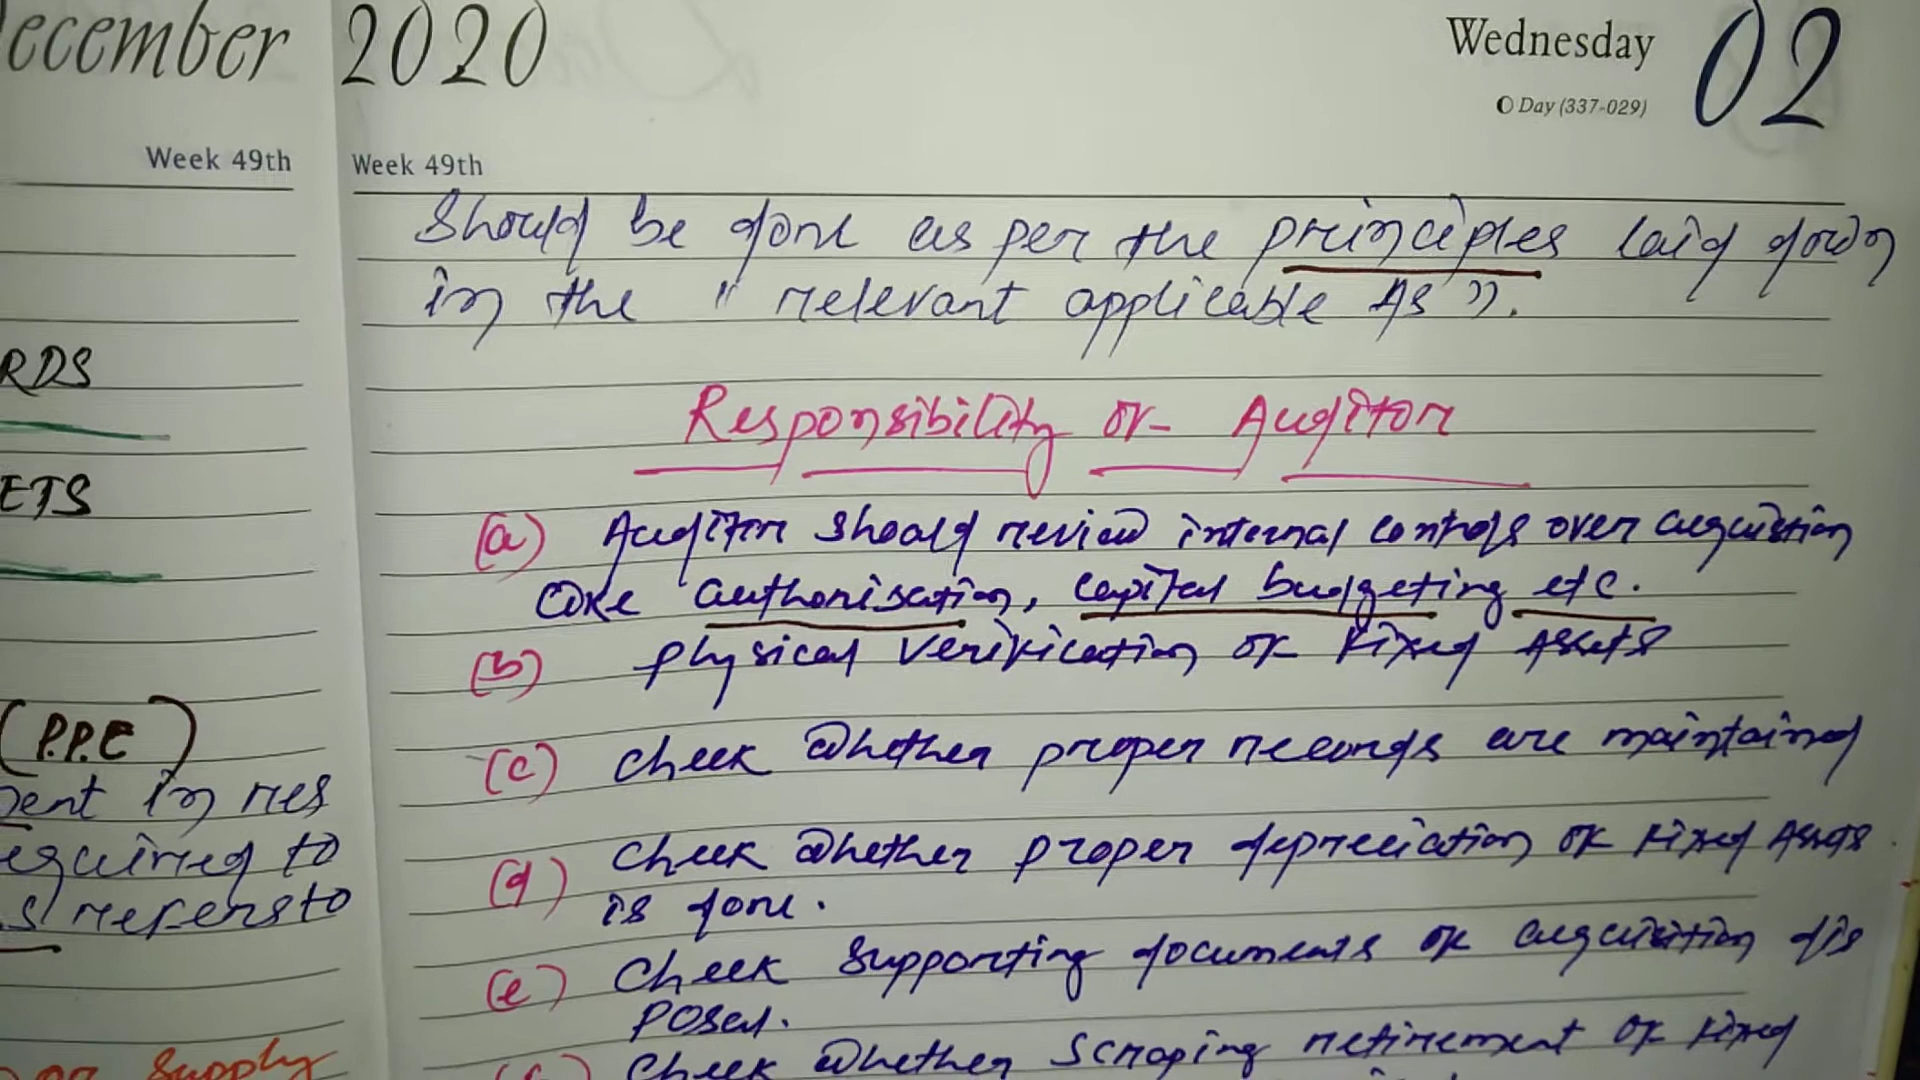 ecember
Week 49th
RDS
ETS
(P.P.E)
ent in res
equired to
s refersto
or Supply
2020
Wednesday 02
Day (337-029)
Week 49th
Should be done as per the principles laid down
in the " relevant applicable AS ".
Responsibility of Auditor
(a) Auditor should review internal controls over acquistion
like authorisation, capital budgeting etc.
(b) physical verification of fixed Assets
(c) check whether proper records are maintained
(d) check whether proper depreciation of fixed Assets
is done.
(e) Check supporting documents of acquisition dis
posal.
Check whether scraping retirement of fixed